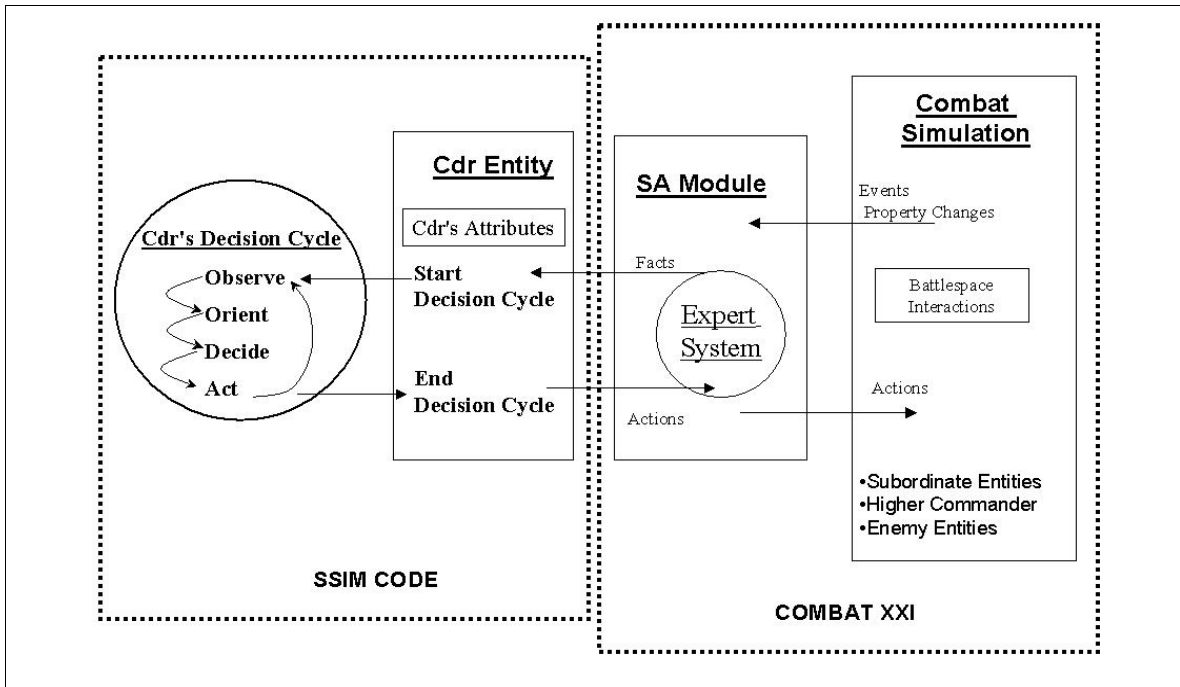 Cdr's Decision Cycle
Observe
Orient
Decide
Act
Cdr Entity
Cdr's Attributes
Start
Decision Cycle
End
Decision Cycle
SSIM CODE
SA Module
Facts
Expert
System
Actions
Combat
Simulation
Events
Property Changes
Battlespace
Interactions
Actions
•Subordinate Entities
•Higher Commander
•Enemy Entities
COMBAT XXI